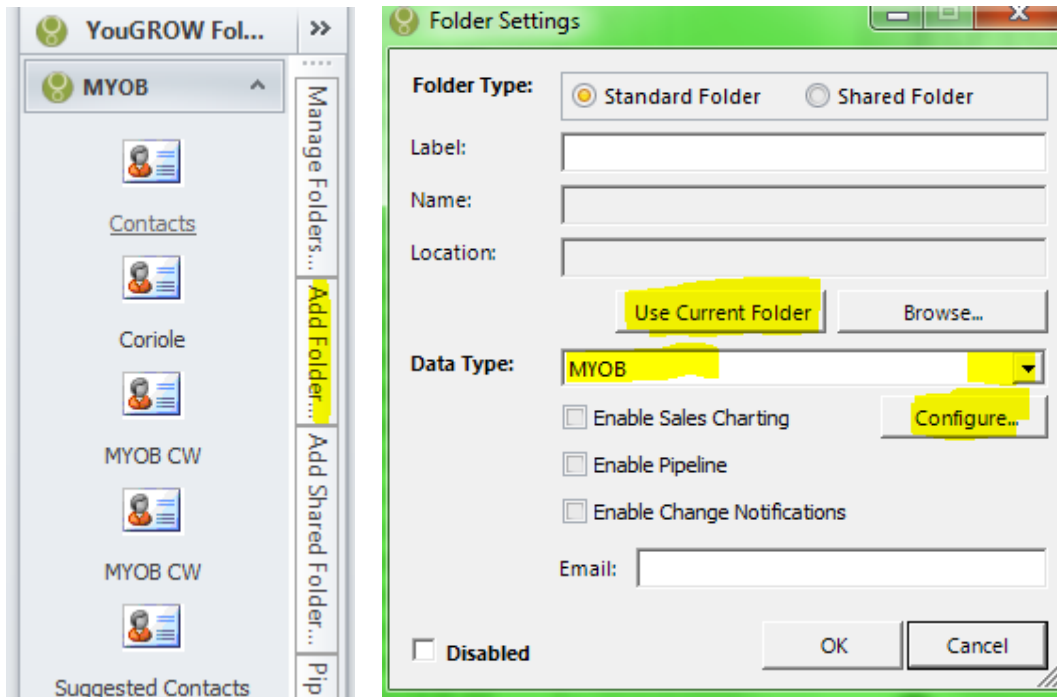 YouGROW Fol...
MYOB
Contacts
Coriole
MYOB CW
MYOB CW
Suggested Contacts
Manage Folders...
Add Folder...
Add Shared Folder...
Pip
Folder Settings
Folder Type:
Standard Folder
Shared Folder
Label:
Name:
Location:
Use Current Folder
Browse...
Data Type:
MYOB
Enable Sales Charting
Configure...
Enable Pipeline
Enable Change Notifications
Email:
Disabled
OK
Cancel